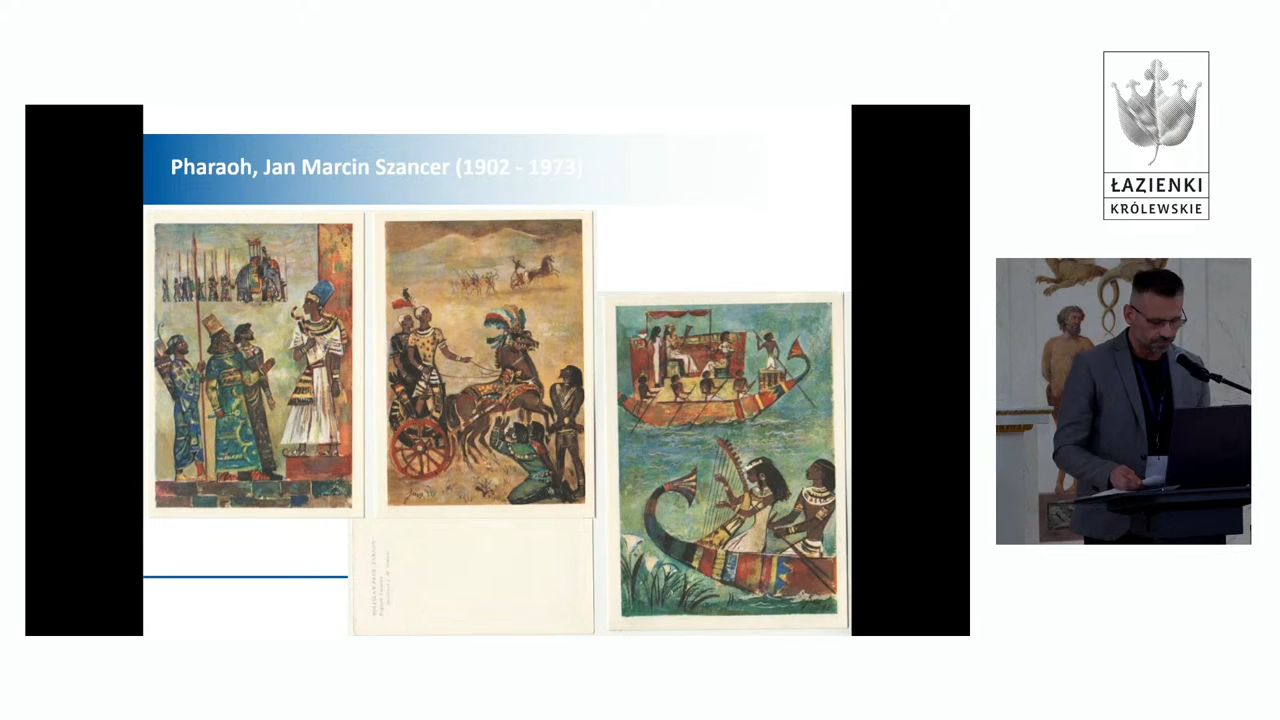 Pharaoh, Jan Marcin Szancer (1902 - 1973)
ŁAZIENKI
KRÓLEWSKIE